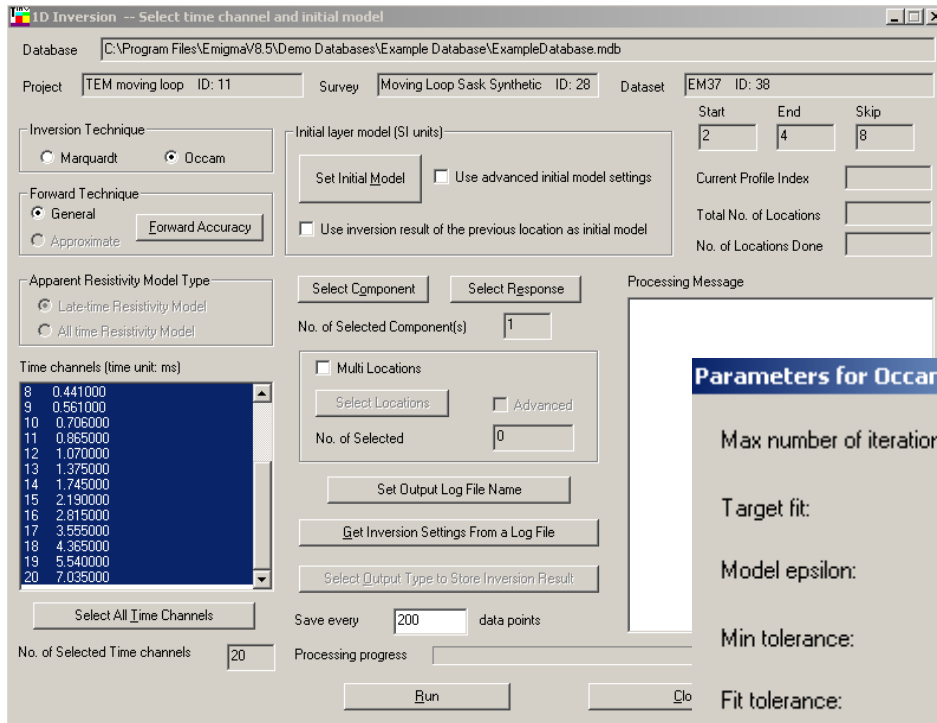 1D Inversion -- Select time channel and initial model
Database C:\Program Files\EmigmaV8.5\Demo Databases\Example Database\ExampleDatabase.mdb
Project TEM moving loop ID: 11 Survey Moving Loop Sask Synthetic ID: 28 Dataset EM37 ID: 38
Start End Skip
2 4 8
Inversion Technique
Marquardt Occam
Forward Technique
General
Approximate
Forward Accuracy
Initial layer model (SI units)
Set Initial Model Use advanced initial model settings
Use inversion result of the previous location as initial model
Current Profile Index
Total No. of Locations
No. of Locations Done
Apparent Resistivity Model Type
Late-time Resistivity Model
All time Resistivity Model
Select Component Select Response
No. of Selected Component(s) 1
Processing Message
Time channels (time unit: ms)
8 0.441000
9 0.561000
10 0.706000
11 0.865000
12 1.070000
13 1.375000
14 1.745000
15 2.190000
16 2.815000
17 3.555000
18 4.365000
19 5.540000
20 7.035000
Select All Time Channels
No. of Selected Time channels 20
Multi Locations
Select Locations Advanced
No. of Selected 0
Set Output Log File Name
Get Inversion Settings From a Log File
Select Output Type to Store Inversion Result
Save every 200 data points
Processing progress
Run Clo
Parameters for Occam
Max number of iteration
Target fit:
Model epsilon:
Min tolerance:
Fit tolerance: